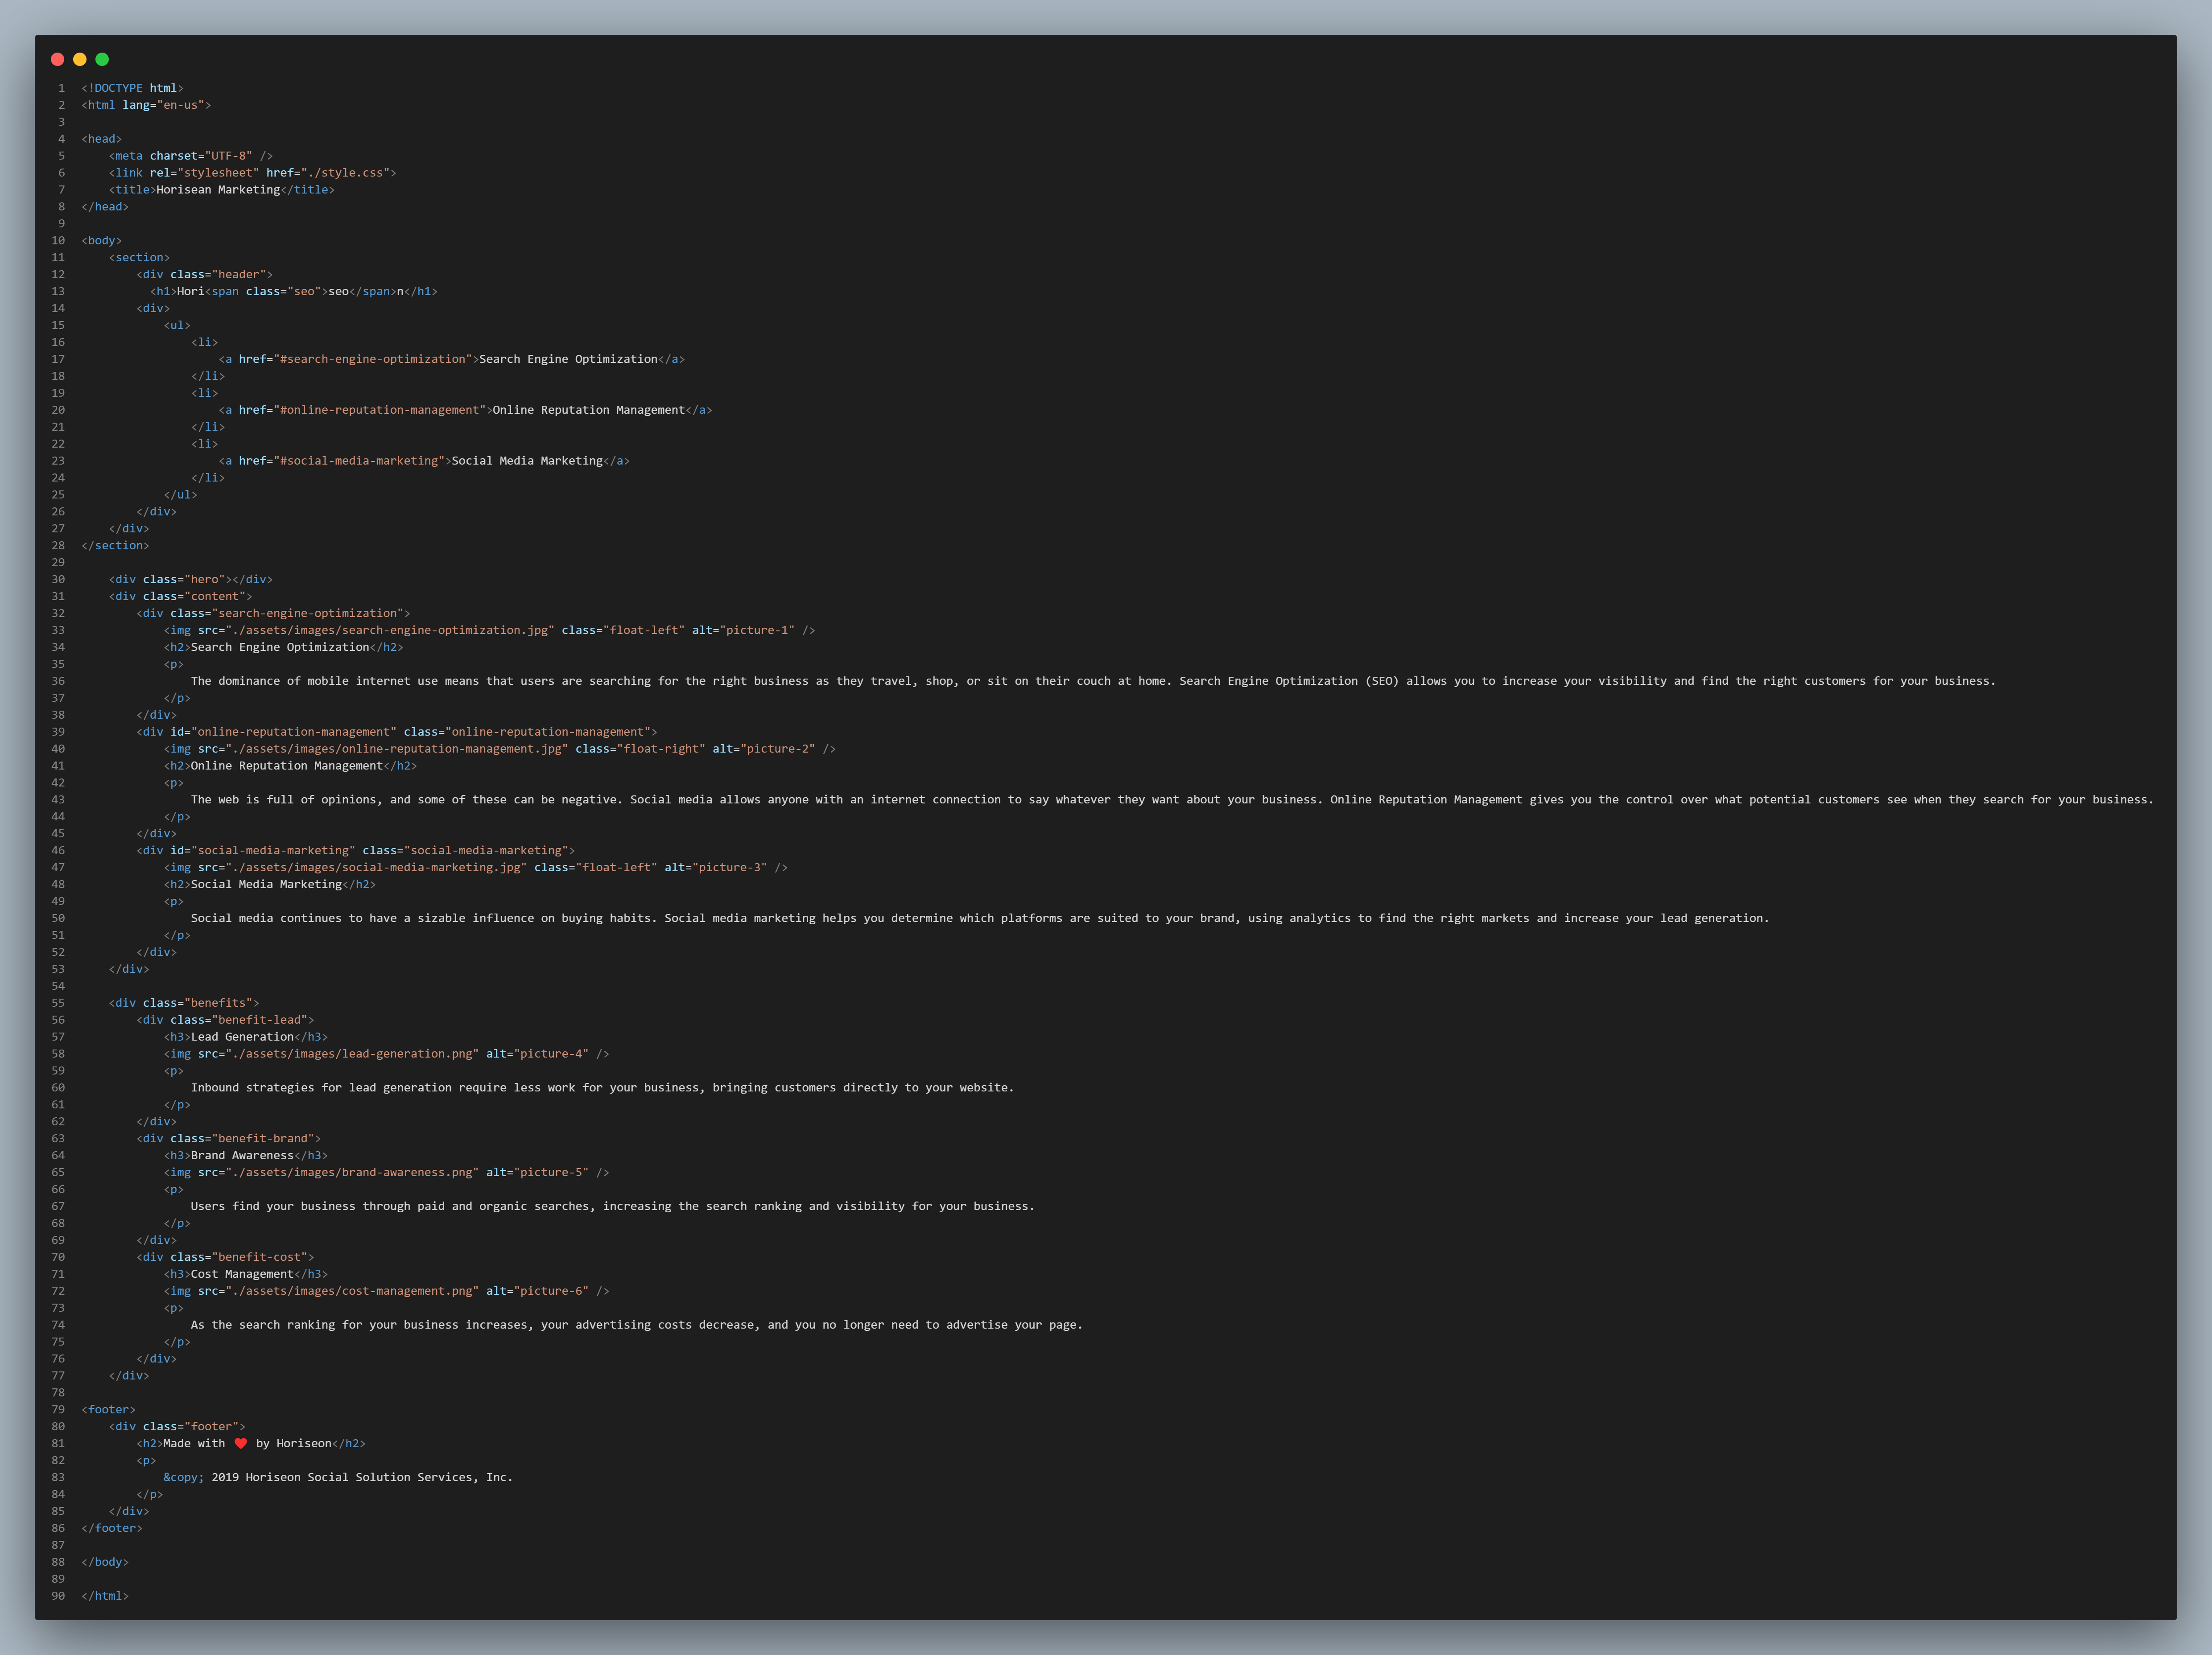 1 <!DOCTYPE html>
2 <html lang="en-us">
3
4 <head>
5     <meta charset="UTF-8" />
6     <link rel="stylesheet" href="./style.css">
7     <title>Horisean Marketing</title>
8 </head>
9
10 <body>
11     <section>
12         <div class="header">
13           <h1>Hori<span class="seo">seo</span>n</h1>
14         <div>
15             <ul>
16                 <li>
17                     <a href="#search-engine-optimization">Search Engine Optimization</a>
18                 </li>
19                 <li>
20                     <a href="#online-reputation-management">Online Reputation Management</a>
21                 </li>
22                 <li>
23                     <a href="#social-media-marketing">Social Media Marketing</a>
24                 </li>
25             </ul>
26         </div>
27     </div>
28 </section>
29
30     <div class="hero"></div>
31     <div class="content">
32         <div class="search-engine-optimization">
33             <img src="./assets/images/search-engine-optimization.jpg" class="float-left" alt="picture-1" />
34             <h2>Search Engine Optimization</h2>
35             <p>
36                 The dominance of mobile internet use means that users are searching for the right business as they travel, shop, or sit on their couch at home. Search Engine Optimization (SEO) allows you to increase your visibility and find the right customers for your business.
37             </p>
38         </div>
39         <div id="online-reputation-management" class="online-reputation-management">
40             <img src="./assets/images/online-reputation-management.jpg" class="float-right" alt="picture-2" />
41             <h2>Online Reputation Management</h2>
42             <p>
43                 The web is full of opinions, and some of these can be negative. Social media allows anyone with an internet connection to say whatever they want about your business. Online Reputation Management gives you the control over what potential customers see when they search for your business.
44             </p>
45         </div>
46         <div id="social-media-marketing" class="social-media-marketing">
47             <img src="./assets/images/social-media-marketing.jpg" class="float-left" alt="picture-3" />
48             <h2>Social Media Marketing</h2>
49             <p>
50                 Social media continues to have a sizable influence on buying habits. Social media marketing helps you determine which platforms are suited to your brand, using analytics to find the right markets and increase your lead generation.
51             </p>
52         </div>
53     </div>
54
55     <div class="benefits">
56         <div class="benefit-lead">
57             <h3>Lead Generation</h3>
58             <img src="./assets/images/lead-generation.png" alt="picture-4" />
59             <p>
60                 Inbound strategies for lead generation require less work for your business, bringing customers directly to your website.
61             </p>
62         </div>
63         <div class="benefit-brand">
64             <h3>Brand Awareness</h3>
65             <img src="./assets/images/brand-awareness.png" alt="picture-5" />
66             <p>
67                 Users find your business through paid and organic searches, increasing the search ranking and visibility for your business.
68             </p>
69         </div>
70         <div class="benefit-cost">
71             <h3>Cost Management</h3>
72             <img src="./assets/images/cost-management.png" alt="picture-6" />
73             <p>
74                 As the search ranking for your business increases, your advertising costs decrease, and you no longer need to advertise your page.
75             </p>
76         </div>
77     </div>
78
79 <footer>
80     <div class="footer">
81         <h2>Made with ❤️ by Horiseon</h2>
82         <p>
83             &copy; 2019 Horiseon Social Solution Services, Inc.
84         </p>
85     </div>
86 </footer>
87
88 </body>
89
90 </html>